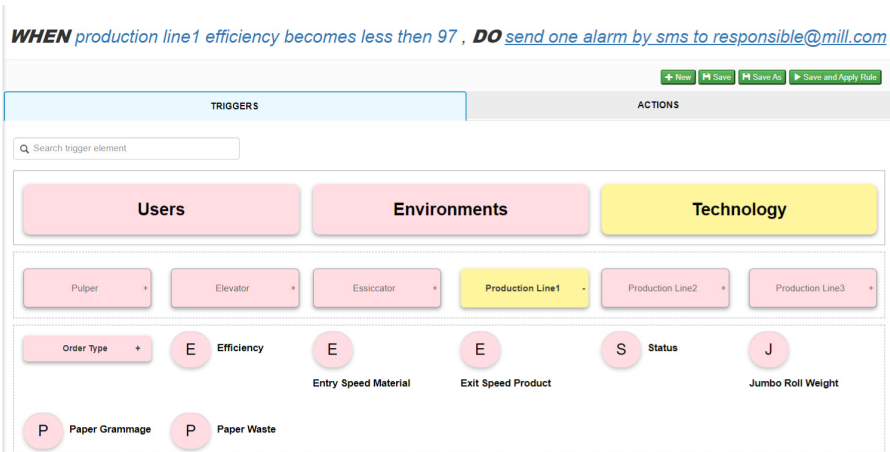 WHEN production line1 efficiency becomes less then 97 , DO send one alarm by sms to responsible@mill.com
+ New Save Save As Save and Apply Rule
TRIGGERS ACTIONS
Search trigger element
Users Environments Technology
Pulper + Elevator + Essiccator + Production Line1 - Production Line2 + Production Line3 +
Order Type + E Efficiency E E S Status J
Entry Speed Material Exit Speed Product Jumbo Roll Weight
P Paper Grammage P Paper Waste